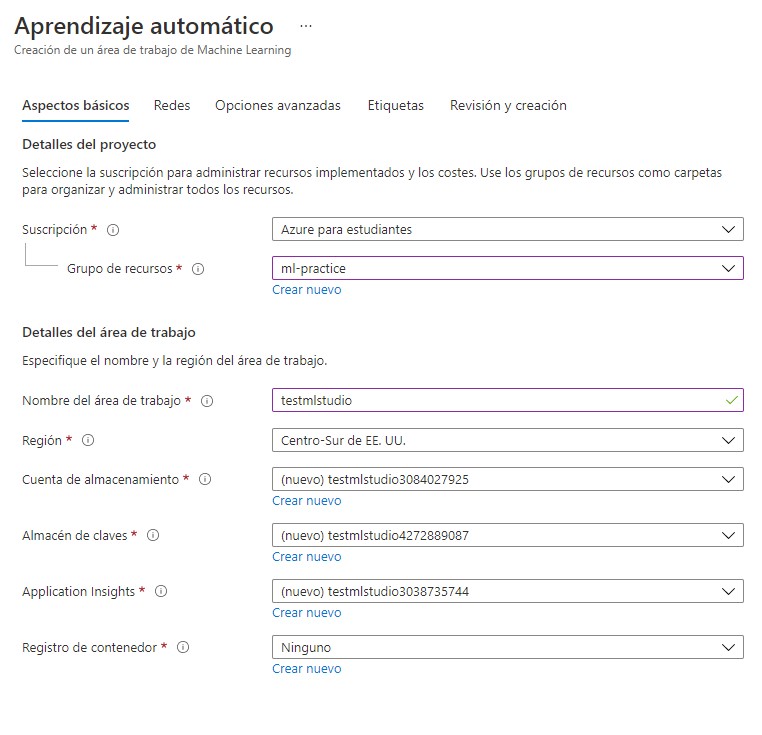 Aprendizaje automático ...
Creación de un área de trabajo de Machine Learning
Aspectos básicos Redes Opciones avanzadas Etiquetas Revisión y creación
Detalles del proyecto
Seleccione la suscripción para administrar recursos implementados y los costes. Use los grupos de recursos como carpetas
para organizar y administrar todos los recursos.
Suscripción * Azure para estudiantes
Grupo de recursos * ml-practice
Crear nuevo
Detalles del área de trabajo
Especifique el nombre y la región del área de trabajo.
Nombre del área de trabajo * testmlstudio
Región * Centro-Sur de EE. UU.
Cuenta de almacenamiento * (nuevo) testmlstudio3084027925
Crear nuevo
Almacén de claves * (nuevo) testmlstudio4272889087
Crear nuevo
Application Insights * (nuevo) testmlstudio3038735744
Crear nuevo
Registro de contenedor * Ninguno
Crear nuevo